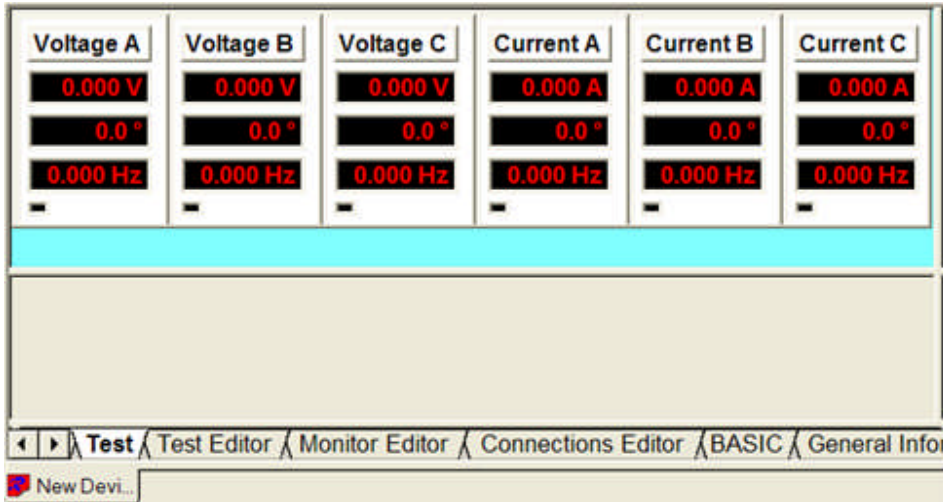 Voltage A Voltage B Voltage C Current A Current B Current C
0.000 V 0.000 V 0.000 V 0.000 A 0.000 A 0.000 A
0.0 ° 0.0 ° 0.0 ° 0.0 ° 0.0 ° 0.0 °
0.000 Hz 0.000 Hz 0.000 Hz 0.000 Hz 0.000 Hz 0.000 Hz
Test Test Editor Monitor Editor Connections Editor BASIC General Infor
New Devi...